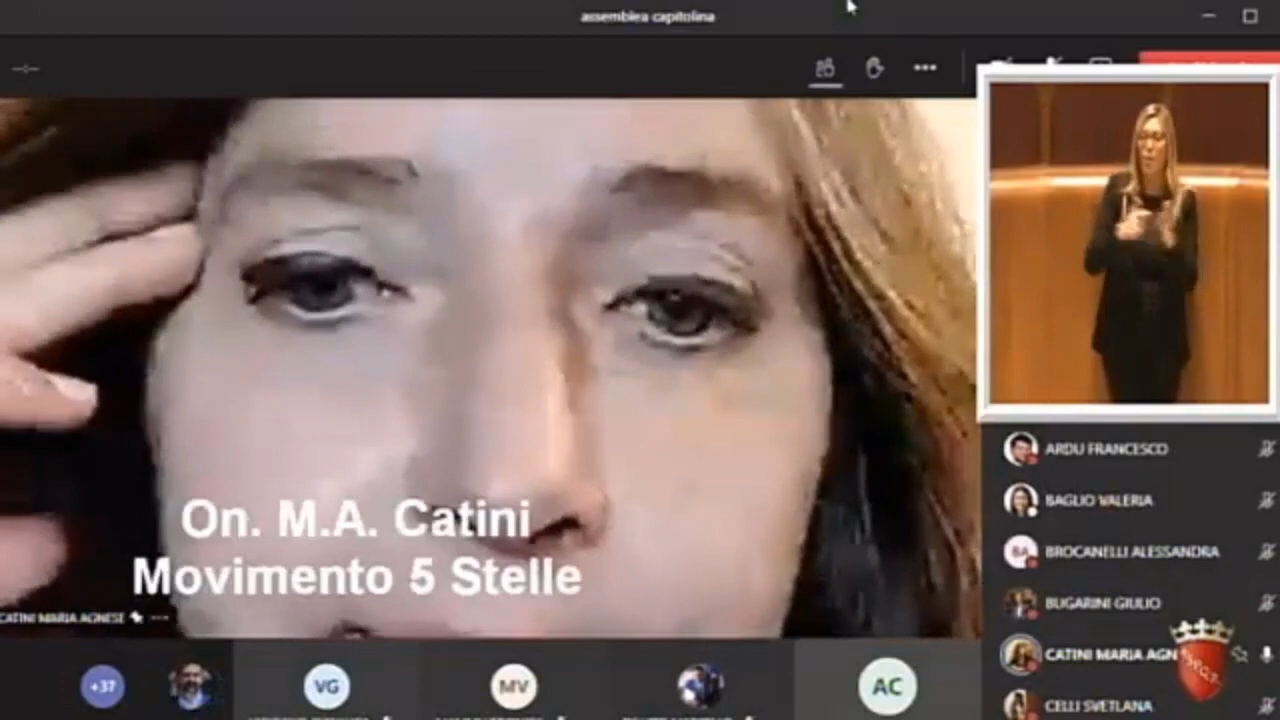 assemblea capitolina
ARDU FRANCESCO
BAGLIO VALERIA
BA
BROCANELLI ALESSANDRA
BUGARINI GIULIO
CATINI MARIA AGN
CELLI SVETLANA
On. M.A. Catini
Movimento 5 Stelle
CATINI MARIA AGNESE
+37
VG
MV
AC